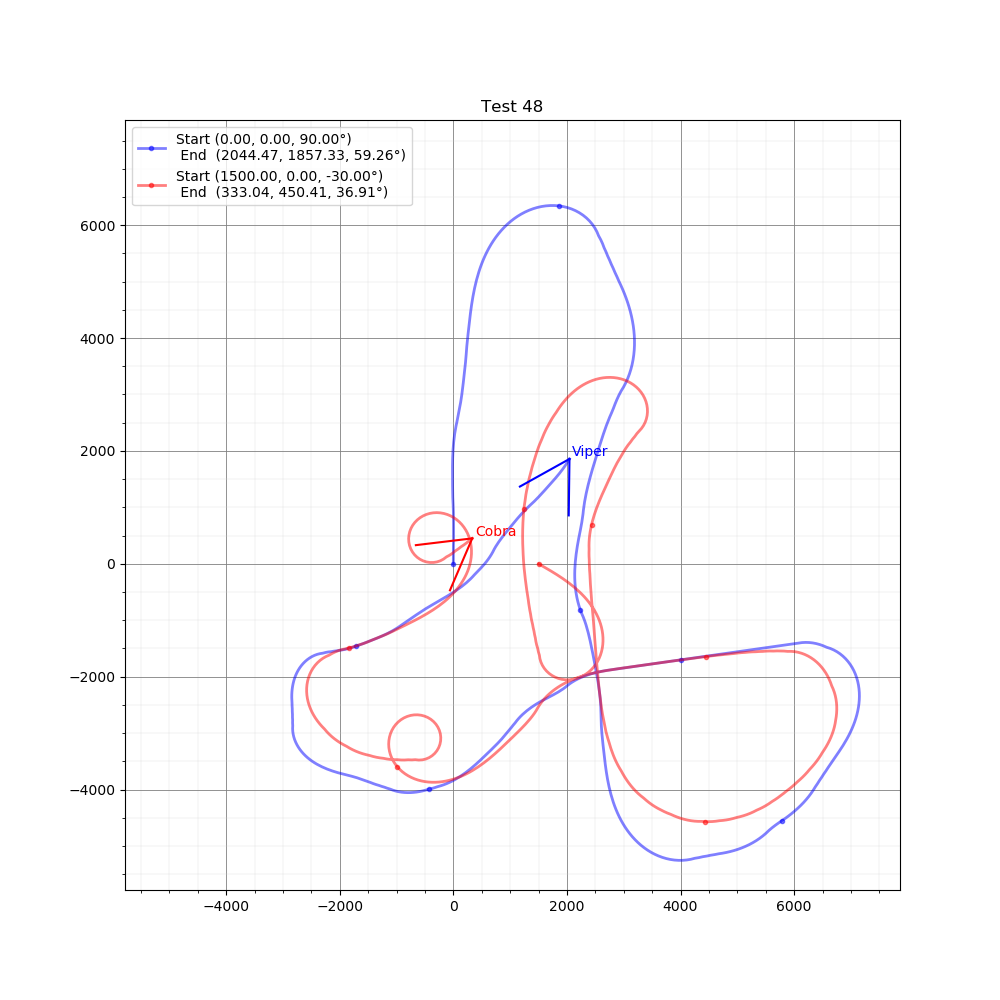 Test 48
Start (0.00, 0.00, 90.00°)
End  (2044.47, 1857.33, 59.26°)
Start (1500.00, 0.00, -30.00°)
End  (333.04, 450.41, 36.91°)
6000
4000
2000
0
−2000
−4000
Viper
Cobra
−4000 −2000 0 2000 4000 6000